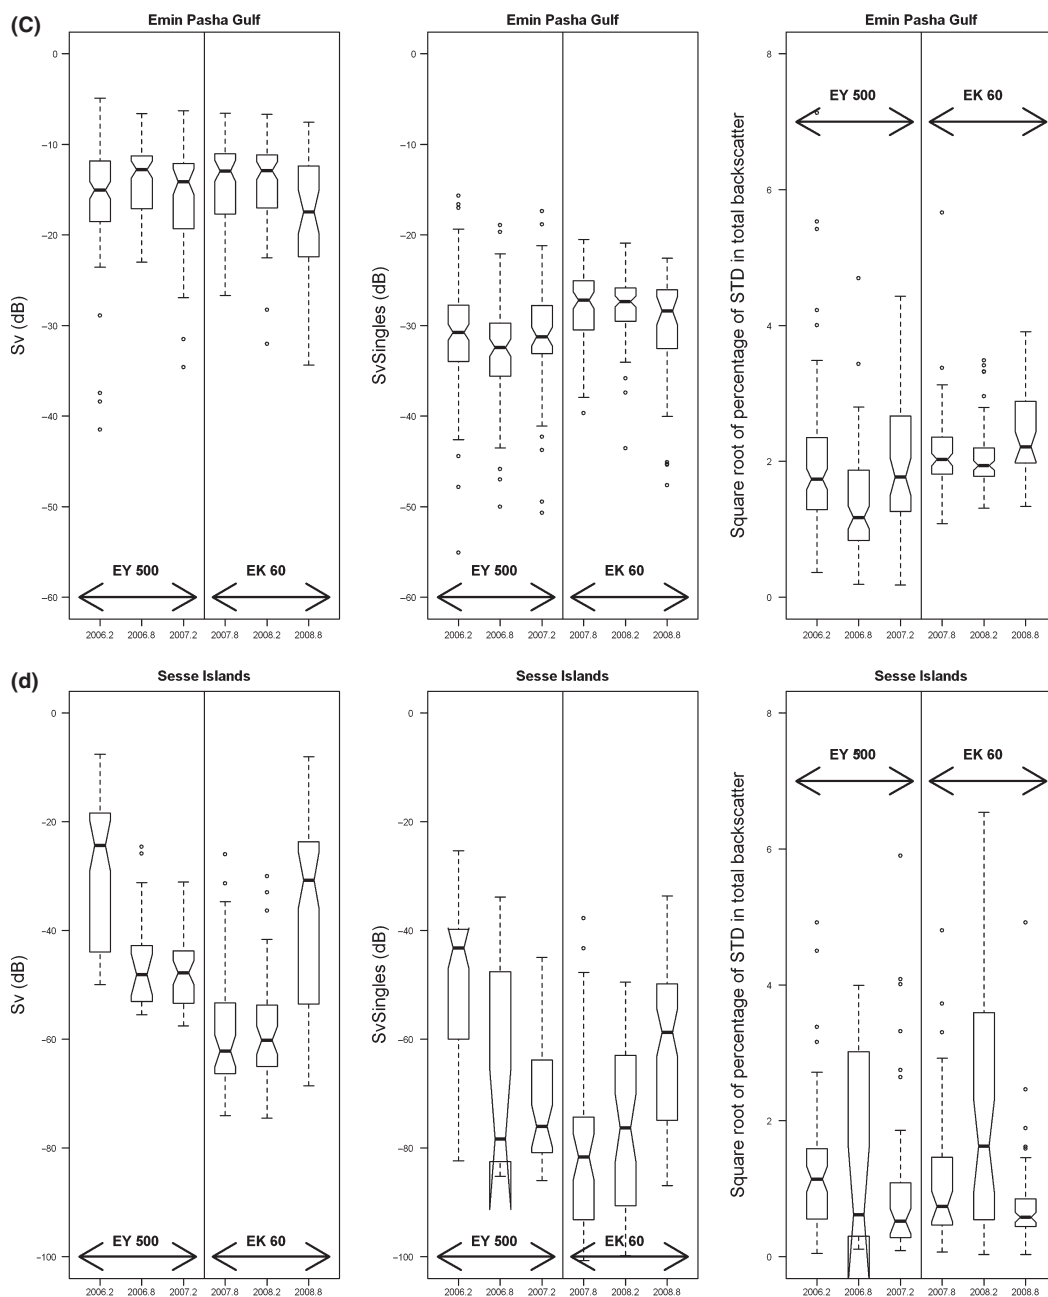 (C)
Emin Pasha Gulf
Emin Pasha Gulf
Emin Pasha Gulf
Sv (dB)
0
−10
−20
−30
−40
−50
−60
EY 500
EK 60
2006.2 2006.8 2007.2 2007.8 2008.2 2008.8
SvSingles (dB)
0
−10
−20
−30
−40
−50
−60
EY 500
EK 60
2006.2 2006.8 2007.2 2007.8 2008.2 2008.8
Square root of percentage of STD in total backscatter
8
6
4
2
0
EY 500
EK 60
2006.2 2006.8 2007.2 2007.8 2008.2 2008.8
(d)
Sesse Islands
Sesse Islands
Sesse Islands
Sv (dB)
0
−20
−40
−60
−80
−100
EY 500
EK 60
2006.2 2006.8 2007.2 2007.8 2008.2 2008.8
SvSingles (dB)
0
−20
−40
−60
−80
−100
EY 500
EK 60
2006.2 2006.8 2007.2 2007.8 2008.2 2008.8
Square root of percentage of STD in total backscatter
8
6
4
2
0
EY 500
EK 60
2006.2 2006.8 2007.2 2007.8 2008.2 2008.8